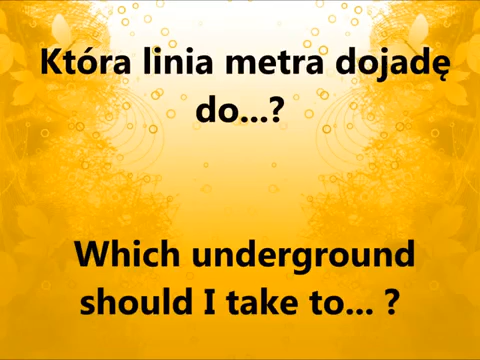 Która linia metra dojadę
do...?
Which underground
should I take to... ?